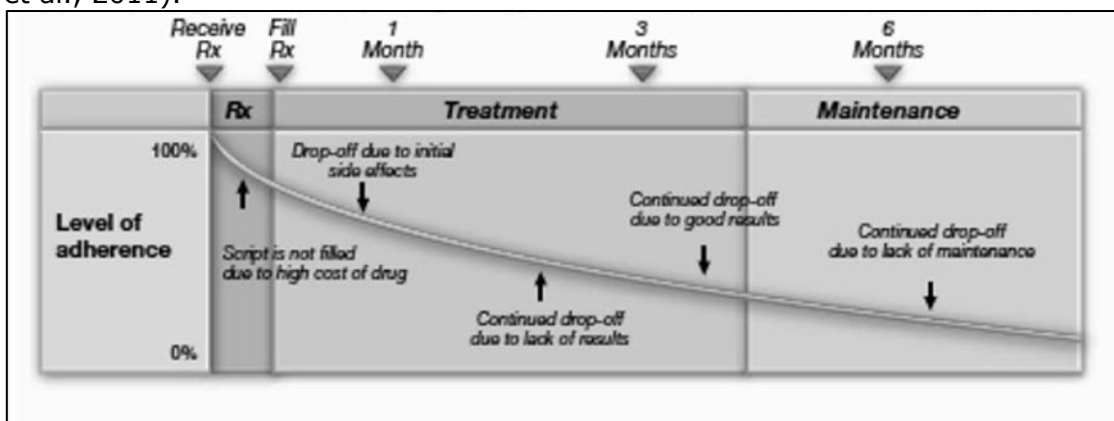 et al., 2011).
Receive
Rx
Fill
Rx
1
Month
3
Months
6
Months
Rx
Treatment
Maintenance
100%
Level of
adherence
0%
Drop-off due to initial
side effects
Script is not filled
due to high cost of drug
Continued drop-off
due to lack of results
Continued drop-off
due to good results
Continued drop-off
due to lack of maintenance